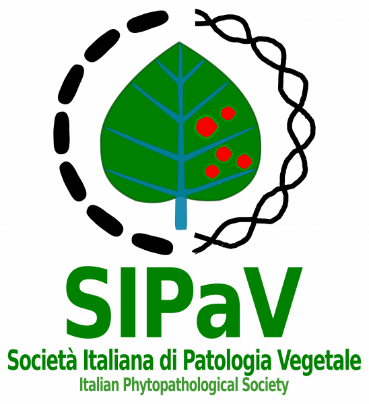 SIPaV
Società Italiana di Patologia Vegetale
Italian Phytopathological Society